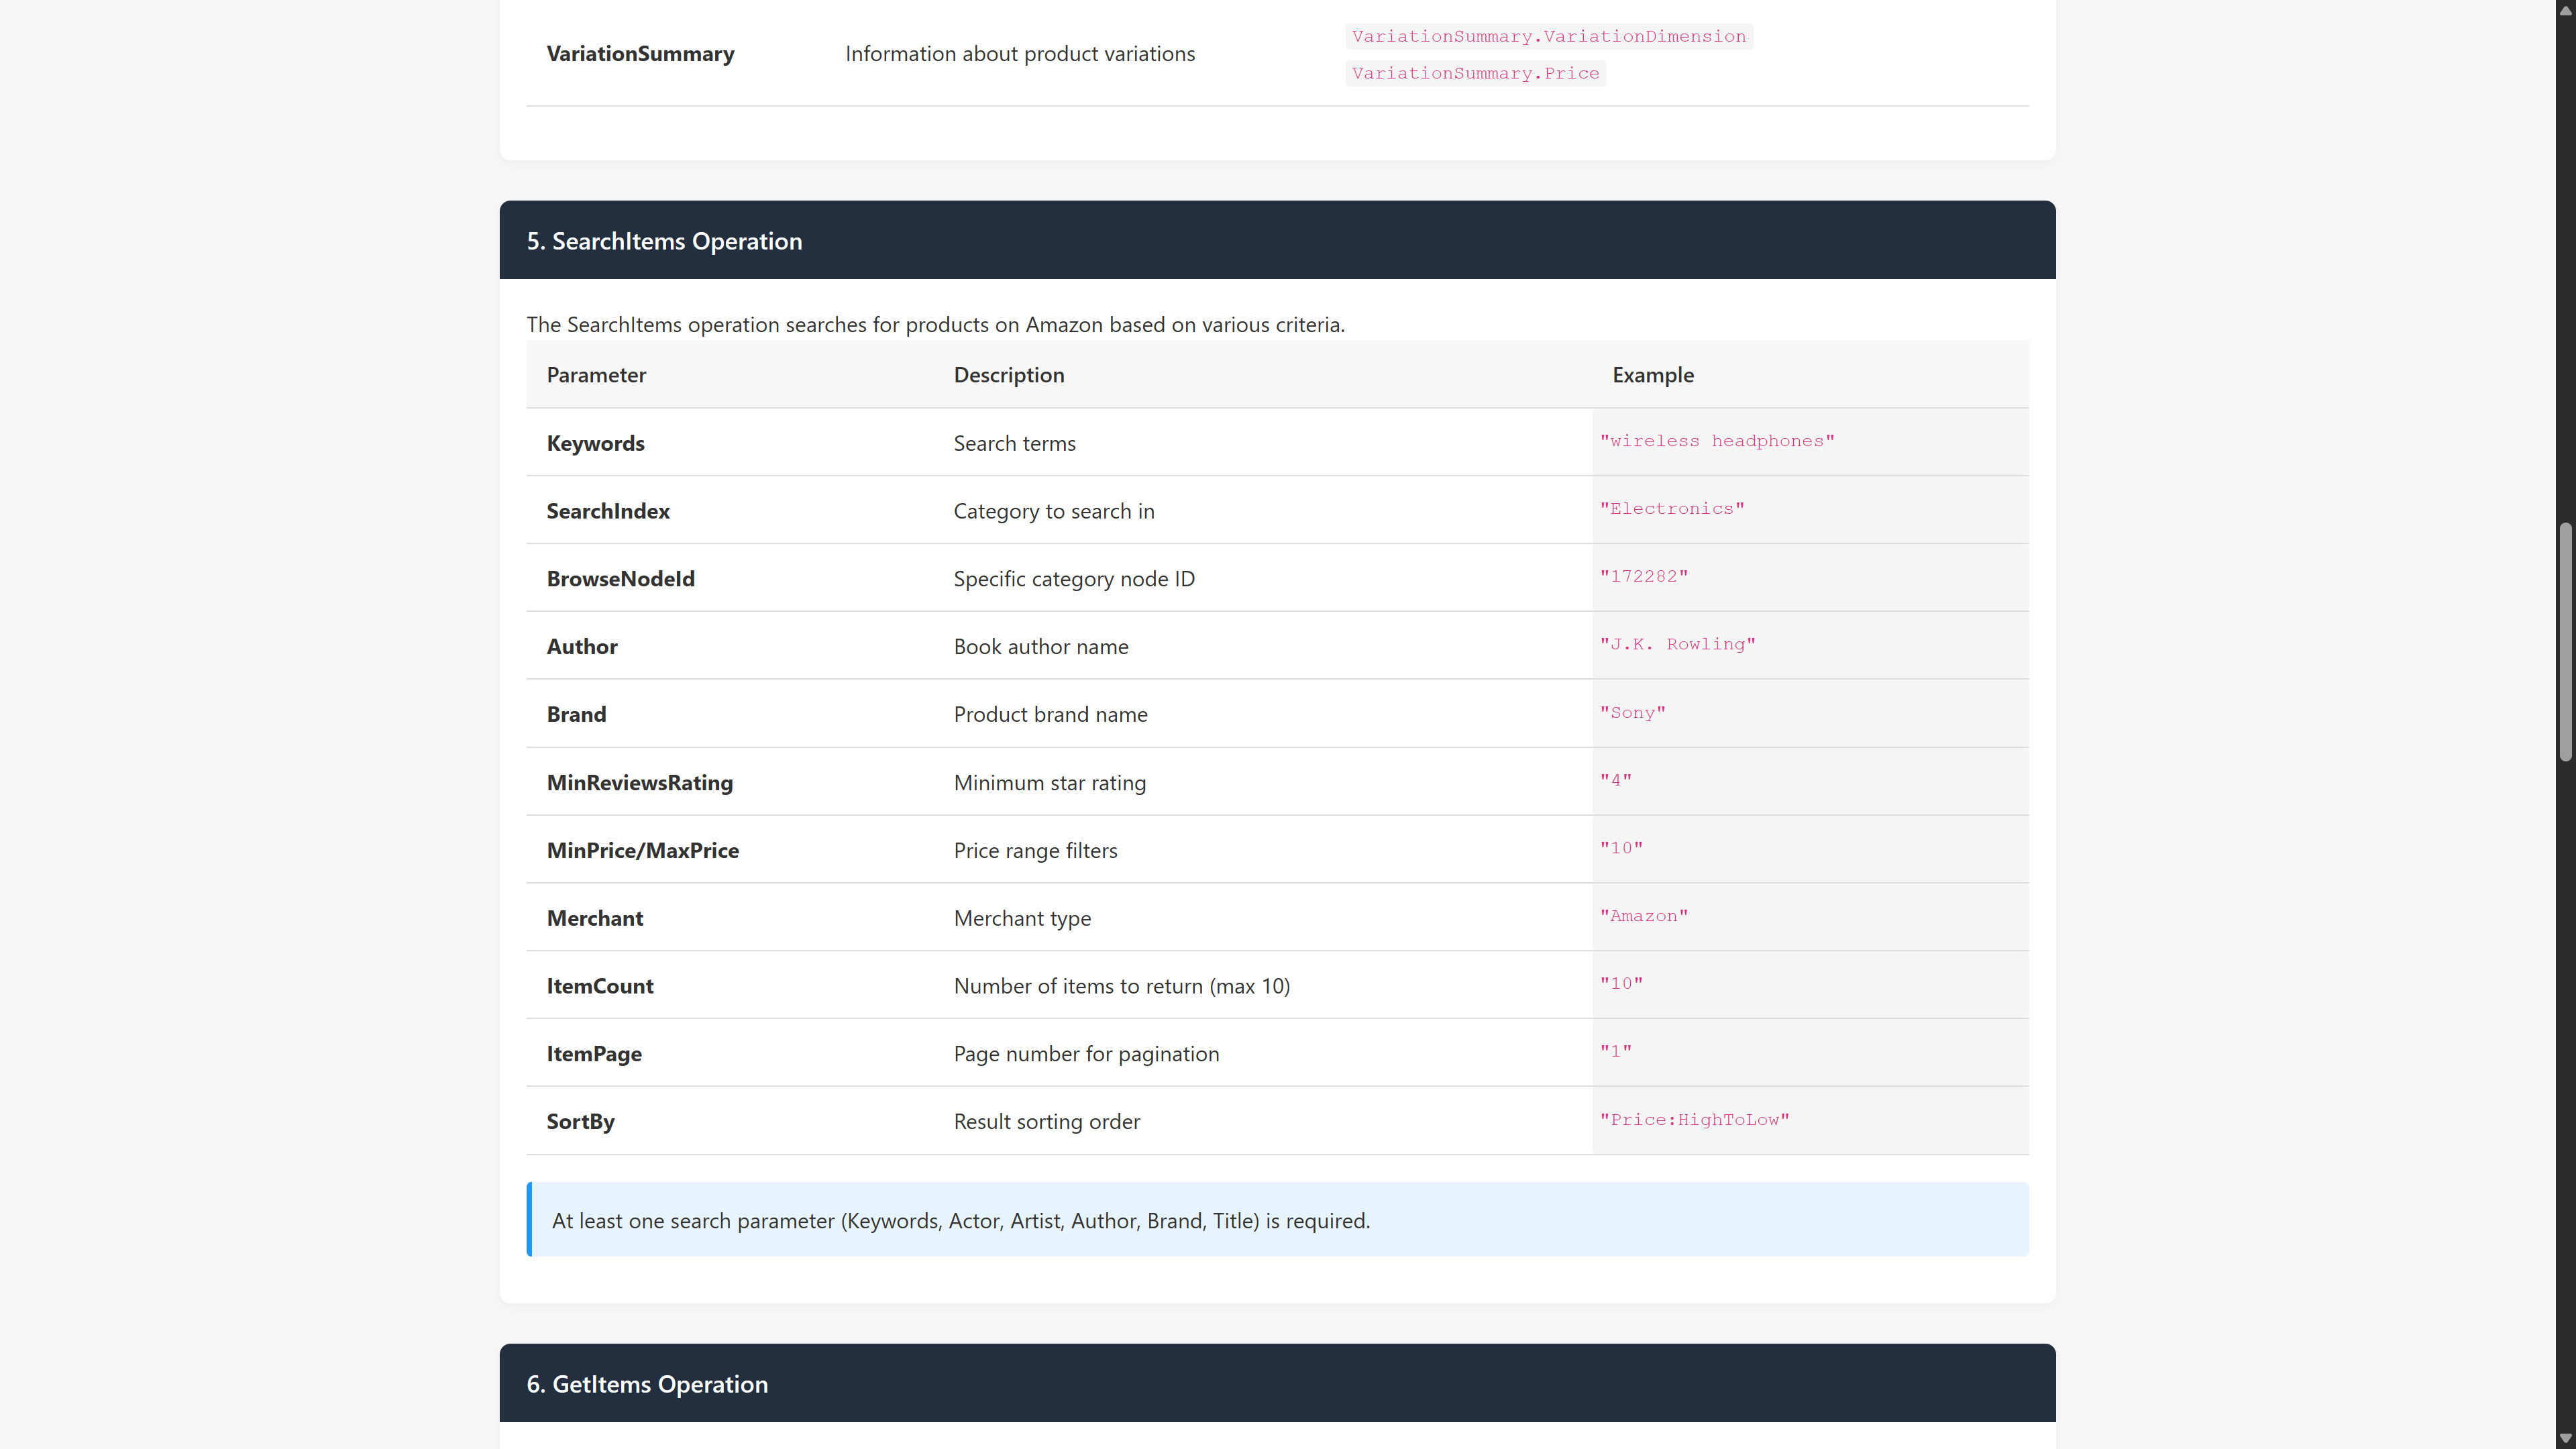 VariationSummary Information about product variations VariationSummary.VariationDimension
VariationSummary.Price
5. SearchItems Operation
The SearchItems operation searches for products on Amazon based on various criteria.
Parameter Description Example
Keywords Search terms "wireless headphones"
SearchIndex Category to search in "Electronics"
BrowseNodeId Specific category node ID "172282"
Author Book author name "J.K. Rowling"
Brand Product brand name "Sony"
MinReviewsRating Minimum star rating "4"
MinPrice/MaxPrice Price range filters "10"
Merchant Merchant type "Amazon"
ItemCount Number of items to return (max 10) "10"
ItemPage Page number for pagination "1"
SortBy Result sorting order "Price:HighToLow"
At least one search parameter (Keywords, Actor, Artist, Author, Brand, Title) is required.
6. GetItems Operation